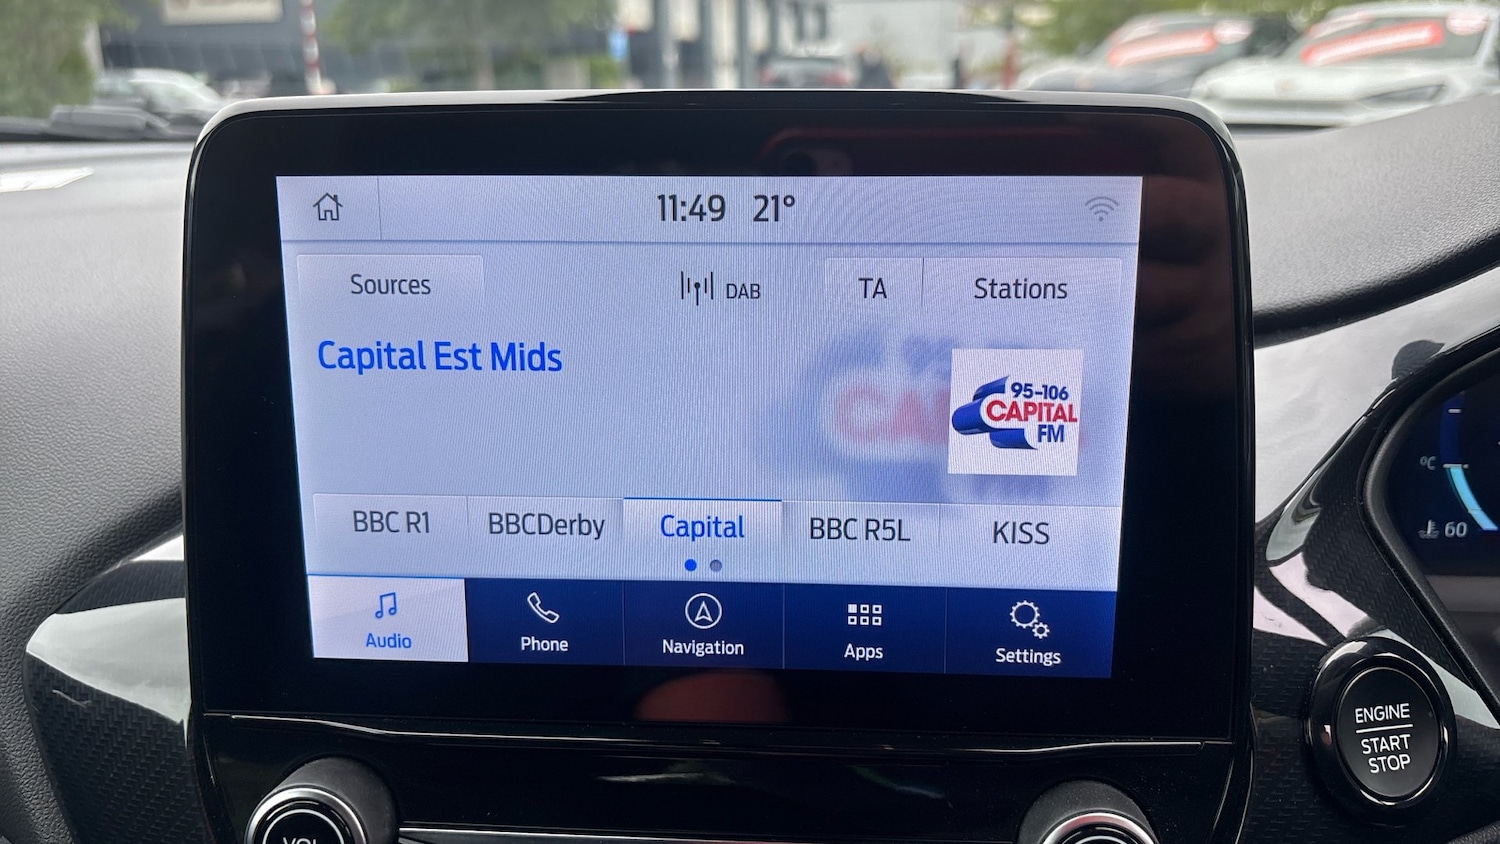 11:49 21°
Sources DAB TA Stations
Capital Est Mids
95-106
CAPITAL
FM
BBC R1 BBCDerby Capital BBC R5L KISS
Audio Phone Navigation Apps Settings
°C
60
ENGINE
START
STOP
VOL